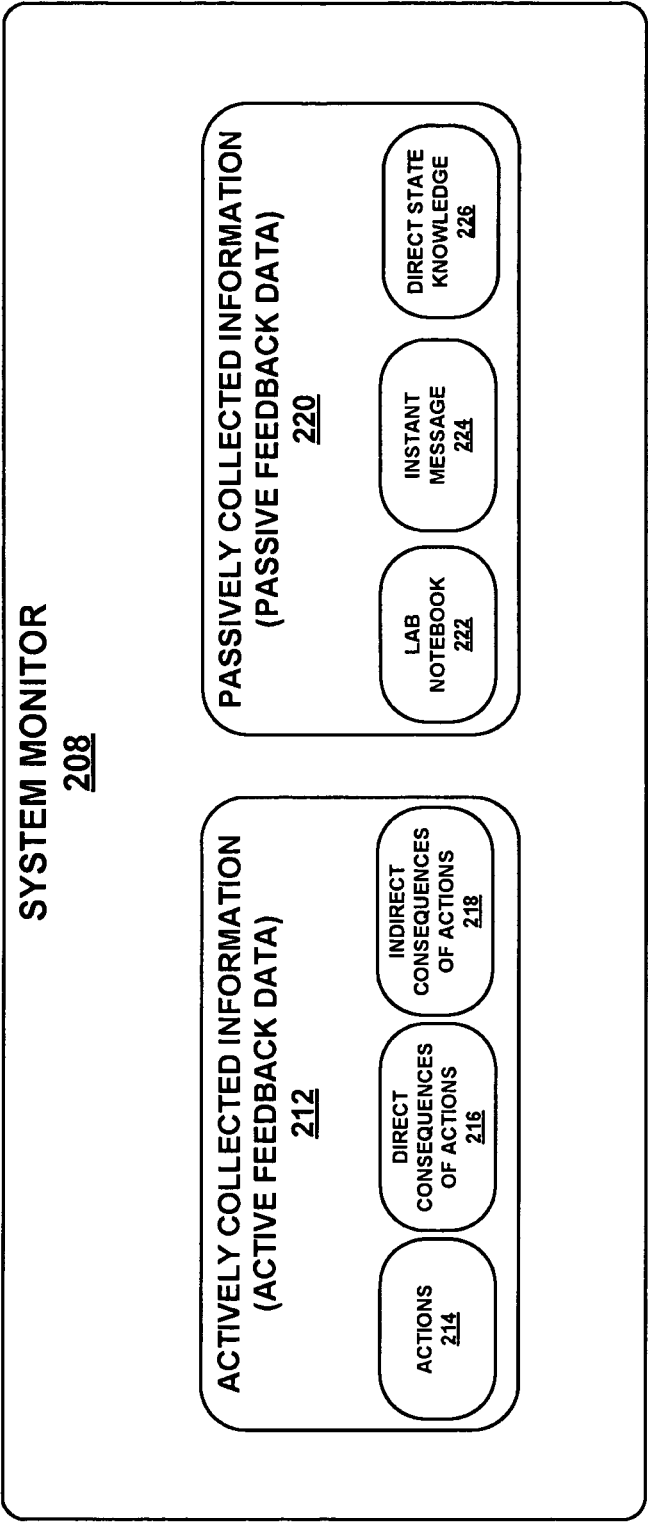 SYSTEM MONITOR
208
ACTIVELY COLLECTED INFORMATION
(ACTIVE FEEDBACK DATA)
212
ACTIONS
214
DIRECT
CONSEQUENCES
OF ACTIONS
216
INDIRECT
CONSEQUENCES
OF ACTIONS
218
PASSIVELY COLLECTED INFORMATION
(PASSIVE FEEDBACK DATA)
220
LAB
NOTEBOOK
222
INSTANT
MESSAGE
224
DIRECT STATE
KNOWLEDGE
226